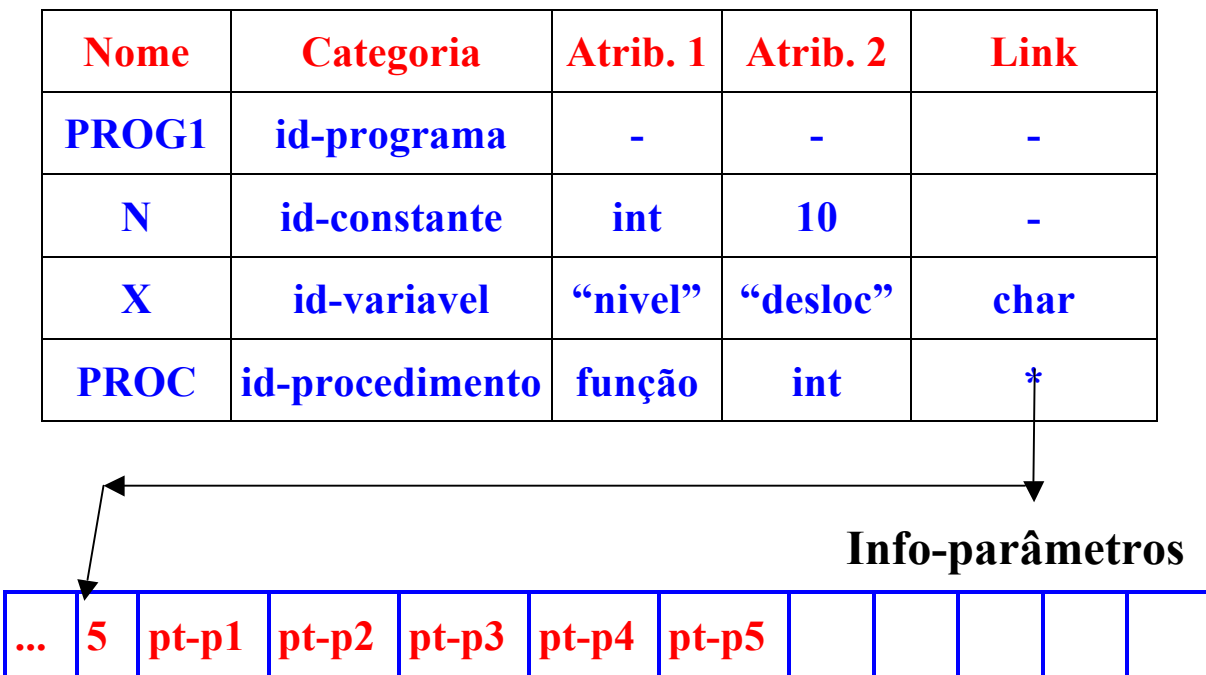 Nome Categoria Atrib. 1 Atrib. 2 Link
PROG1 id-programa - - -
N id-constante int 10 -
X id-variavel “nivel” “desloc” char
PROC id-procedimento função int *
Info-parâmetros
... 5 pt-p1 pt-p2 pt-p3 pt-p4 pt-p5